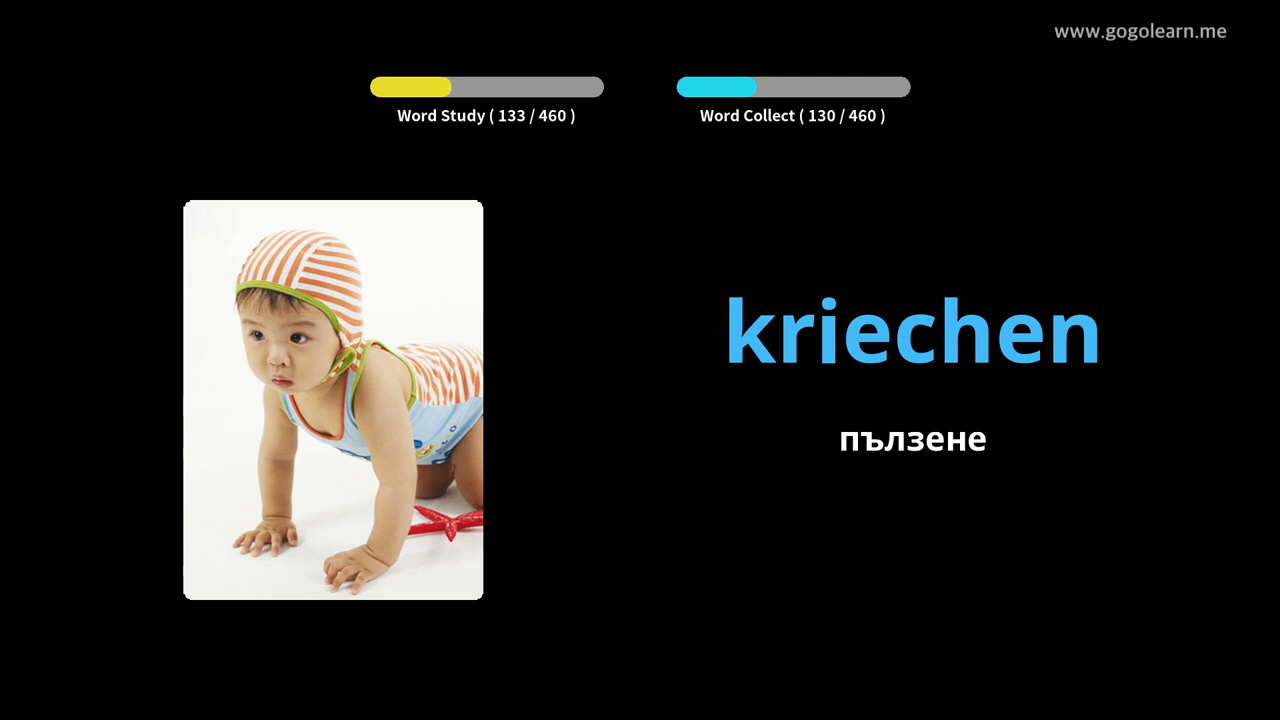 www.gogolearn.me
Word Study ( 133 / 460 )
Word Collect ( 130 / 460 )
kriechen
пълзене